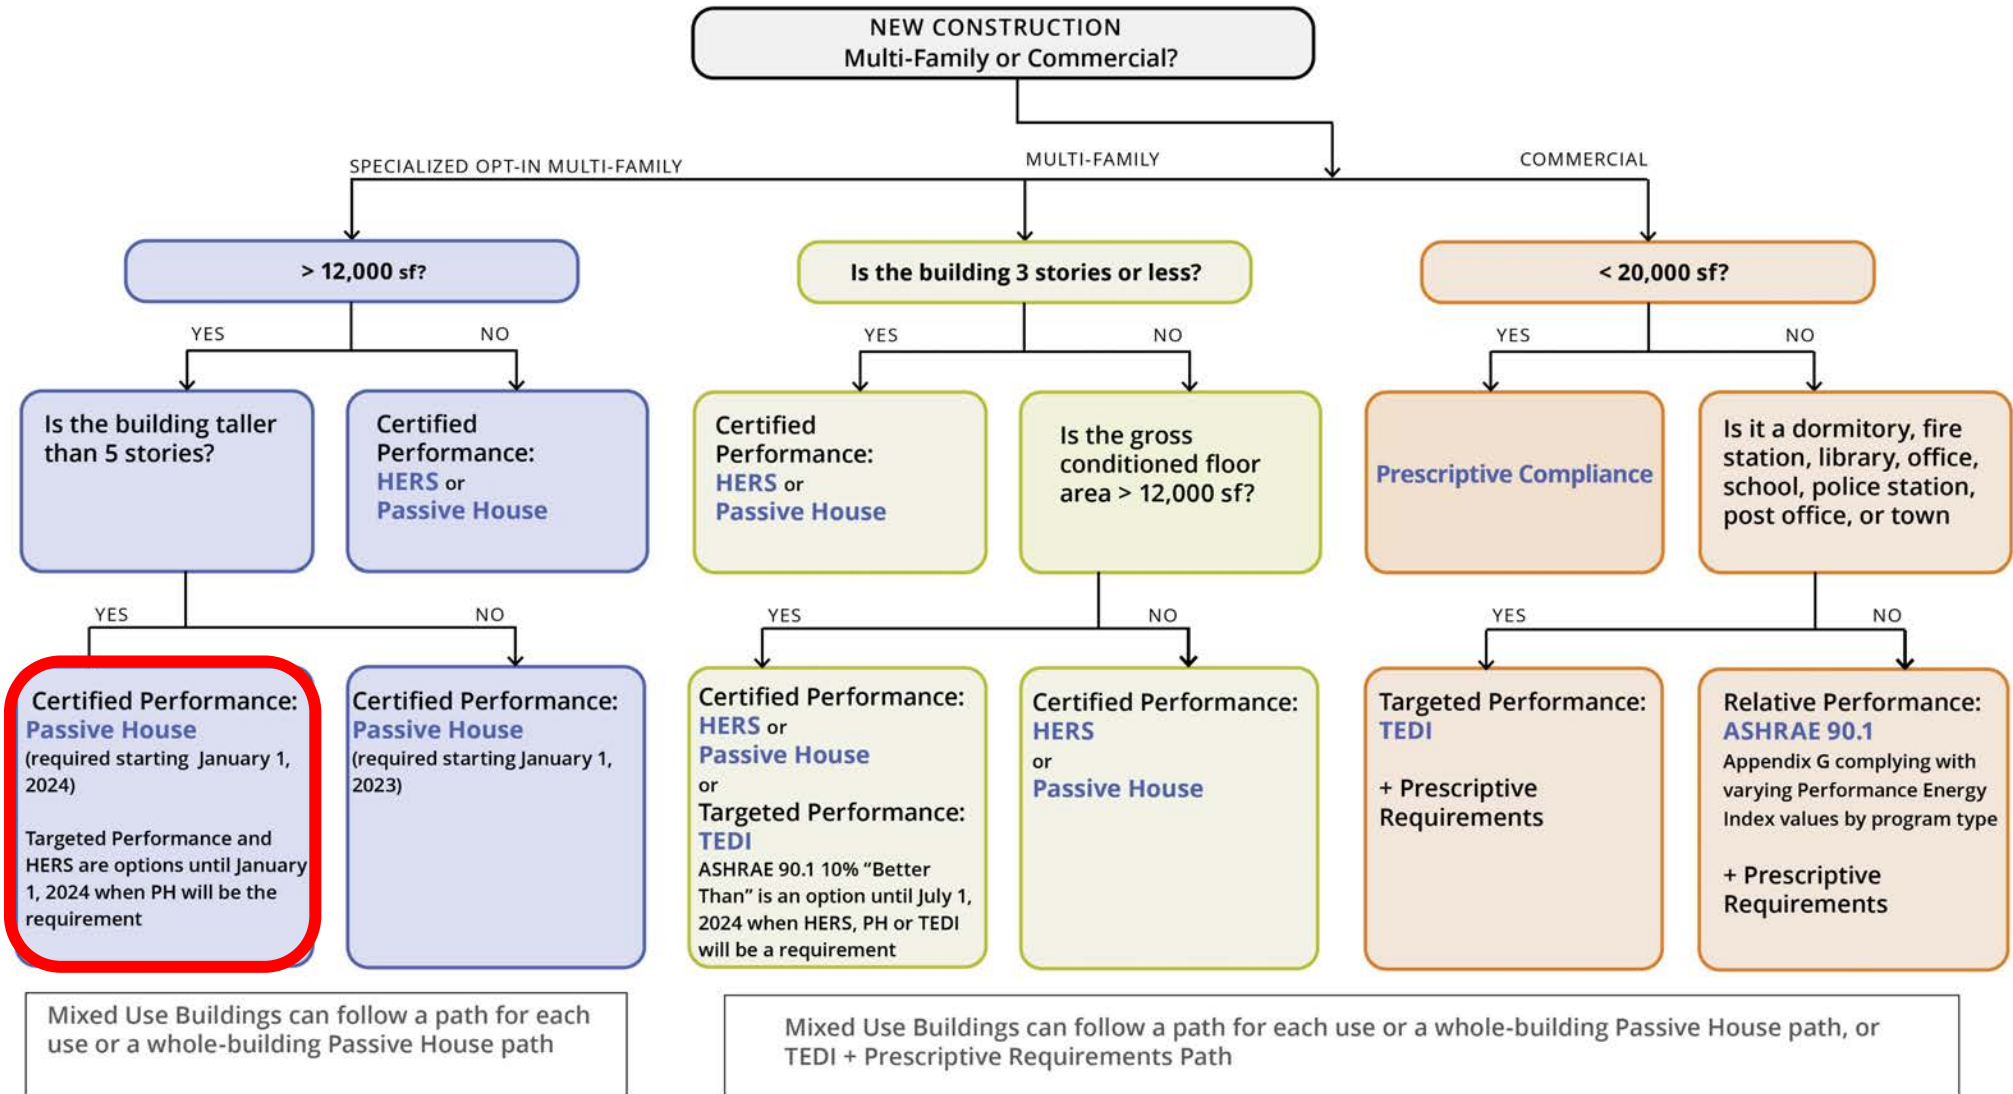 NEW CONSTRUCTION
Multi-Family or Commercial?
SPECIALIZED OPT-IN MULTI-FAMILY
MULTI-FAMILY
COMMERCIAL
> 12,000 sf?
Is the building 3 stories or less?
< 20,000 sf?
YES
NO
YES
NO
YES
NO
Is the building taller
than 5 stories?
Certified
Performance:
HERS or
Passive House
Certified
Performance:
HERS or
Passive House
Is the gross
conditioned floor
area > 12,000 sf?
Prescriptive Compliance
Is it a dormitory, fire
station, library, office,
school, police station,
post office, or town
YES
NO
YES
NO
YES
NO
Certified Performance:
Passive House
(required starting January 1,
2024)
Targeted Performance and
HERS are options until January
1, 2024 when PH will be the
requirement
Certified Performance:
Passive House
(required starting January 1,
2023)
Certified Performance:
HERS or
Passive House
or
Targeted Performance:
TEDI
ASHRAE 90.1 10% “Better
Than” is an option until July 1,
2024 when HERS, PH or TEDI
will be a requirement
Certified Performance:
HERS
or
Passive House
Targeted Performance:
TEDI
+ Prescriptive
Requirements
Relative Performance:
ASHRAE 90.1
Appendix G complying with
varying Performance Energy
Index values by program type
+ Prescriptive
Requirements
Mixed Use Buildings can follow a path for each
use or a whole-building Passive House path
Mixed Use Buildings can follow a path for each use or a whole-building Passive House path, or
TEDI + Prescriptive Requirements Path